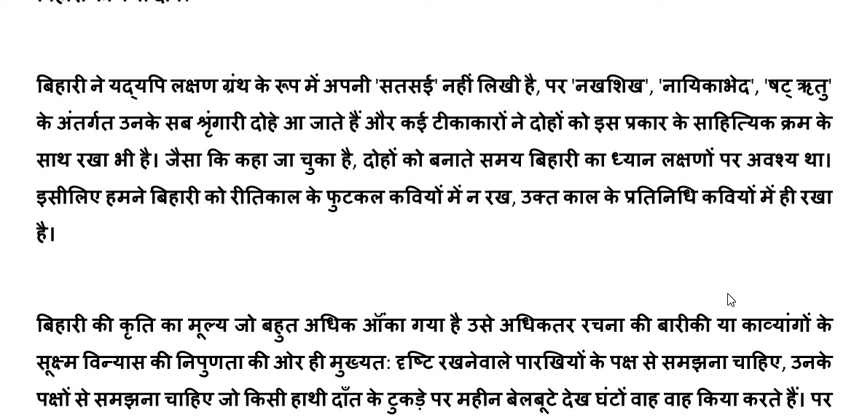 बिहारी ने यद्यपि लक्षण ग्रंथ के रूप में अपनी 'सतसई' नहीं लिखी है, पर 'नखशिख', 'नायिकाभेद', 'षट् ऋतु'
के अंतर्गत उनके सब श्रृंगारी दोहे आ जाते हैं और कई टीकाकारों ने दोहों को इस प्रकार के साहित्यिक क्रम के
साथ रखा भी है। जैसा कि कहा जा चुका है, दोहों को बनाते समय बिहारी का ध्यान लक्षणों पर अवश्य था।
इसीलिए हमने बिहारी को रीतिकाल के फुटकल कवियों में न रख, उक्त काल के प्रतिनिधि कवियों में ही रखा
है।
बिहारी की कृति का मूल्य जो बहुत अधिक ऑंका गया है उसे अधिकतर रचना की बारीकी या काव्यांगों के
सूक्ष्म विन्यास की निपुणता की ओर ही मुख्यत: दृष्टि रखनेवाले पारखियों के पक्ष से समझना चाहिए, उनके
पक्षों से समझना चाहिए जो किसी हाथी दाँत के टुकड़े पर महीन बेलबूटे देख घंटों वाह वाह किया करते हैं। पर